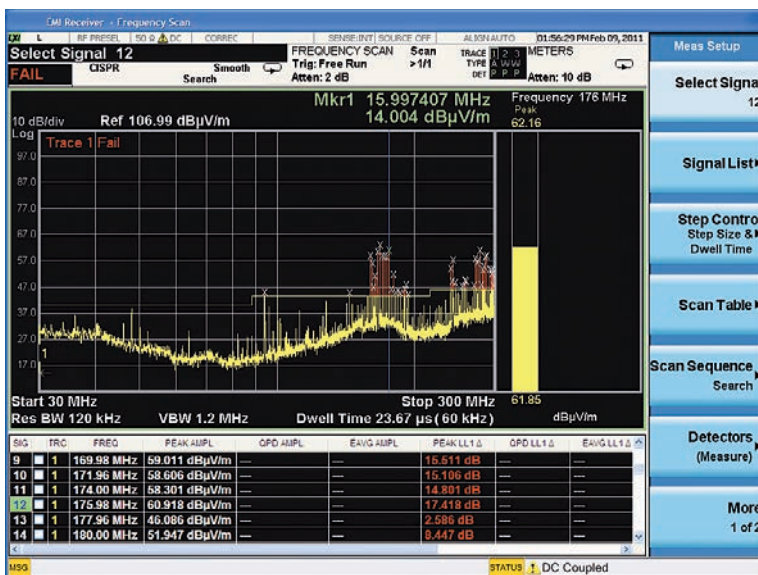 EMI Receiver - Frequency Scan
LXI L RF PRESEL 50 Ω DC CORREC SENSE:INT SOURCE OFF ALIGN AUTO 01:56:29 PM Feb 09, 2011
Select Signal 12
FAIL
CISPR
Smooth
Search
FREQUENCY SCAN Scan
Trig: Free Run >1/1
Atten: 2 dB
TRACE 1 2 3
TYPE A W W
DET P P P
METERS
Atten: 10 dB
10 dB/div Ref 106.99 dBµV/m
Log
Mkr1 15.997407 MHz
14.004 dBµV/m
Frequency 176 MHz
Peak
62.16
Trace 1 Fail
97.0
87.0
77.0
67.0
57.0
47.0
37.0
27.0
17.0
1
Start 30 MHz Stop 300 MHz
Res BW 120 kHz VBW 1.2 MHz Dwell Time 23.67 µs (60 kHz)
61.85
dBµV/m
SIG TRC FREQ PEAK AMPL QPD AMPL EAVG AMPL PEAK LL1 Δ QPD LL1 Δ EAVG LL1 Δ
9 1 169.98 MHz 59.011 dBµV/m — — 15.511 dB — —
10 1 171.96 MHz 58.606 dBµV/m — — 15.106 dB — —
11 1 174.00 MHz 58.301 dBµV/m — — 14.801 dB — —
12 1 175.98 MHz 60.918 dBµV/m — — 17.418 dB — —
13 1 177.96 MHz 46.086 dBµV/m — — 2.586 dB — —
14 1 180.00 MHz 51.947 dBµV/m — — 8.447 dB — —
MSG STATUS DC Coupled
Meas Setup
Select Signa
12
Signal List
Step Contro
Step Size &
Dwell Time
Scan Table
Scan Sequence
Search
Detectors
(Measure)
More
1 of 2